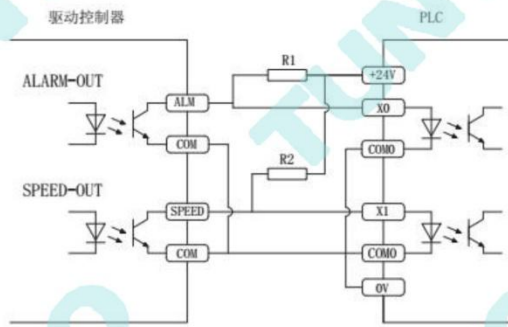 驱动控制器
PLC
R1
ALARM-OUT
+24V
ALM
X0
COM
COM0
R2
SPEED-OUT
SPEED
X1
COM
COM0
0V